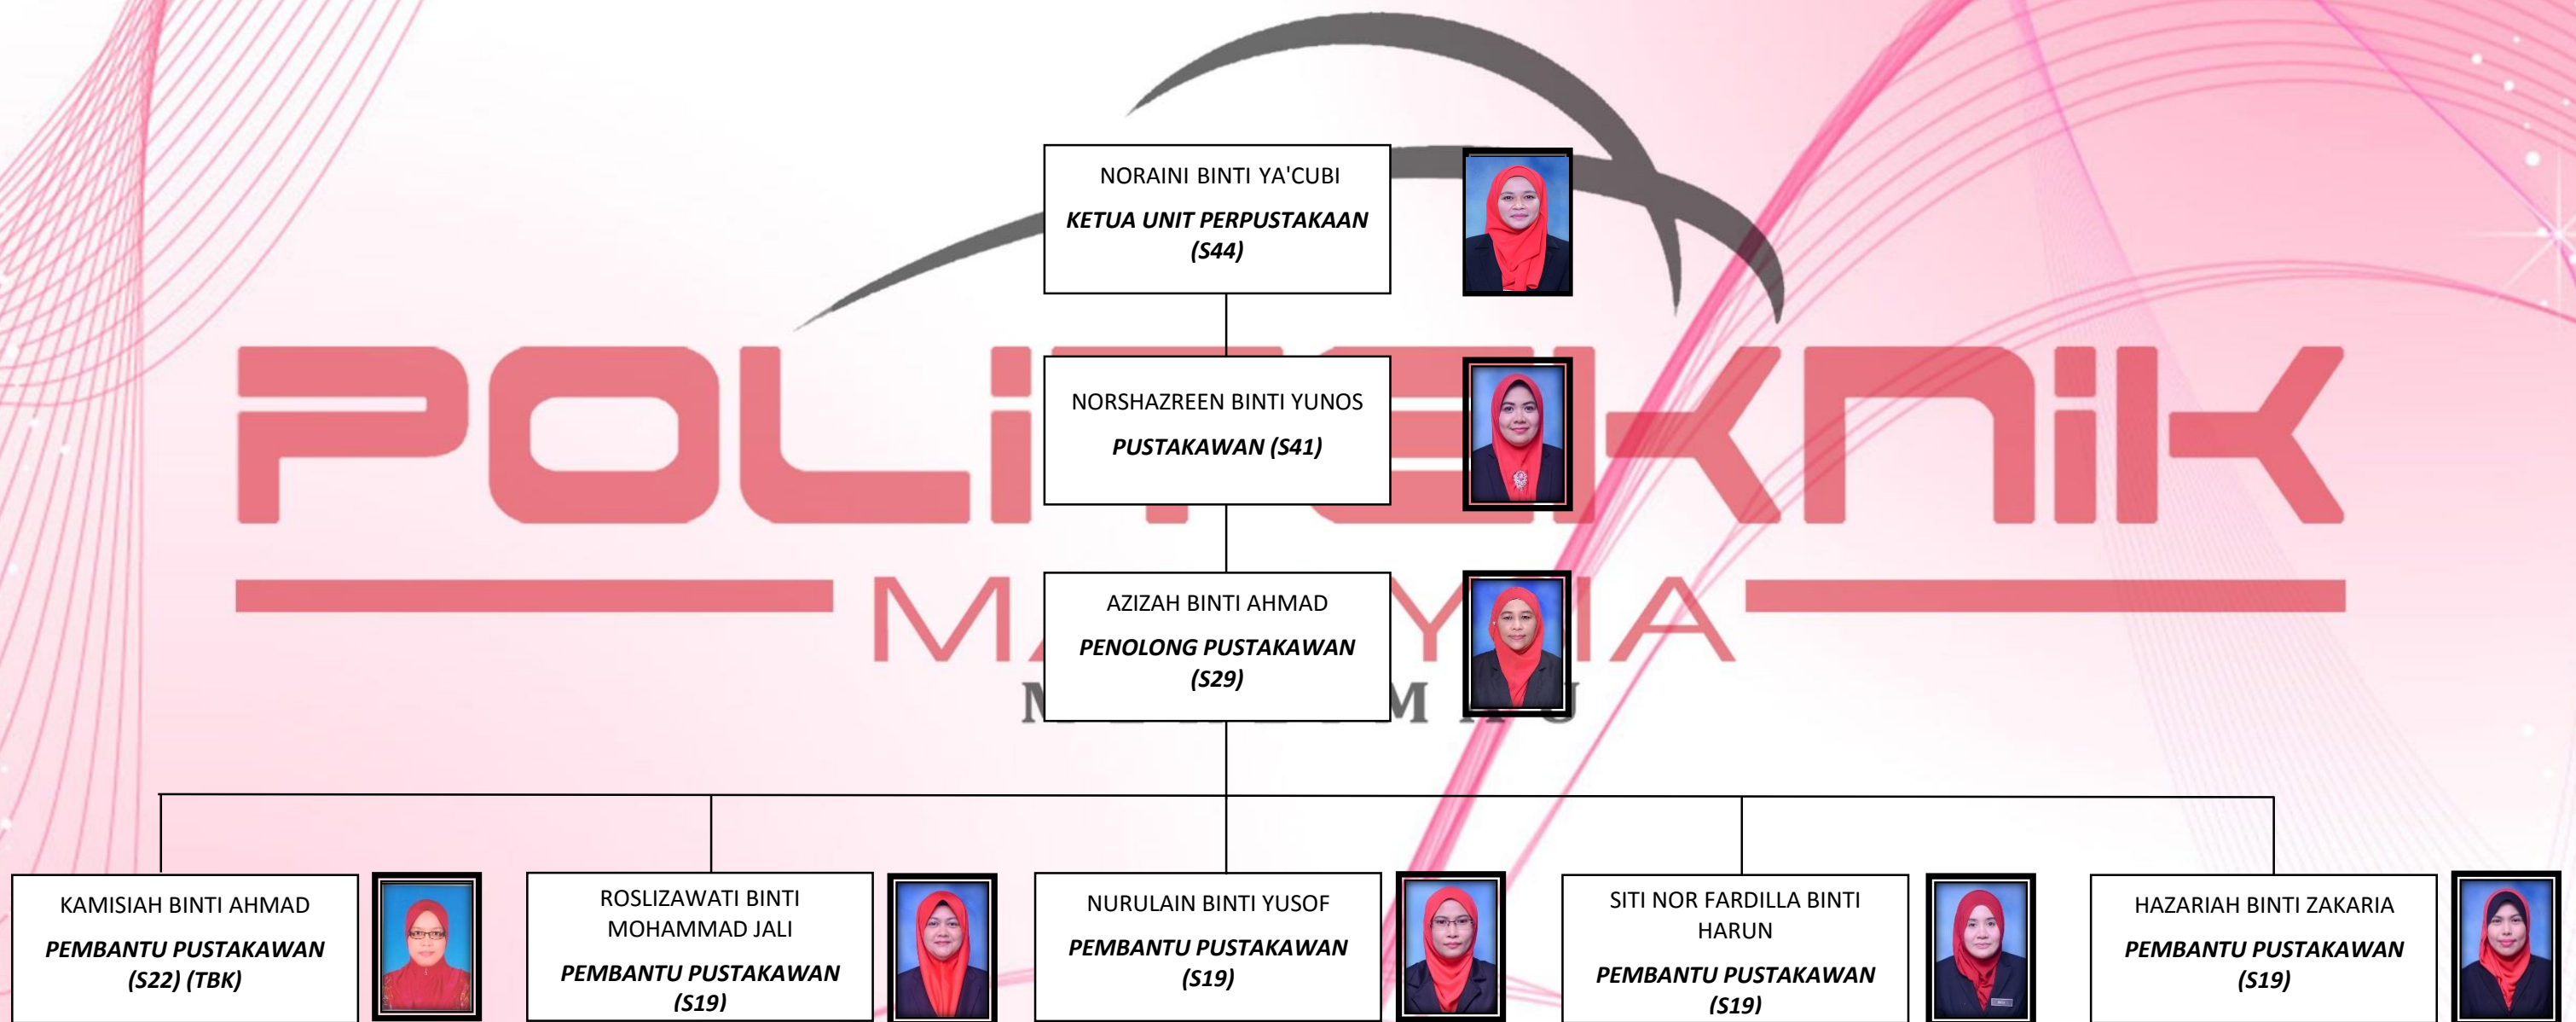 NORAINI BINTI YA'CUBI
KETUA UNIT PERPUSTAKAAN
(S44)
NORSHAZREEN BINTI YUNOS
PUSTAKAWAN (S41)
POLiTEKNiK
AZIZAH BINTI AHMAD
PENOLONG PUSTAKAWAN
(S29)
KAMISIAH BINTI AHMAD
PEMBANTU PUSTAKAWAN
(S22) (TBK)
ROSLIZAWATI BINTI
MOHAMMAD JALI
PEMBANTU PUSTAKAWAN
(S19)
NURULAIN BINTI YUSOF
PEMBANTU PUSTAKAWAN
(S19)
SITI NOR FARDILLA BINTI
HARUN
PEMBANTU PUSTAKAWAN
(S19)
HAZARIAH BINTI ZAKARIA
PEMBANTU PUSTAKAWAN
(S19)